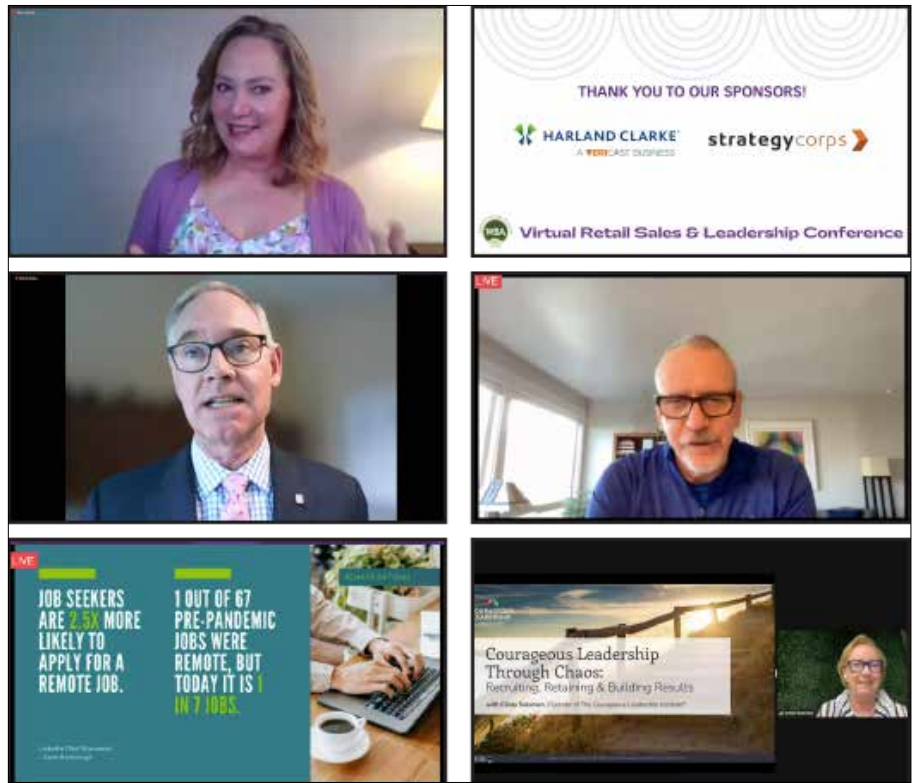 THANK YOU TO OUR SPONSORS!
HARLAND CLARKE
A VERICAST BUSINESS
strategycorps
MBA
Virtual Retail Sales & Leadership Conference
LIVE
LIVE
JOB SEEKERS
ARE 2.5X MORE
LIKELY TO
APPLY FOR A
REMOTE JOB.
1 OUT OF 67
PRE-PANDEMIC
JOBS WERE
REMOTE, BUT
TODAY IT IS 1
IN 7 JOBS.
Courageous Leadership
Through Chaos:
Recruiting, Retaining & Building Results